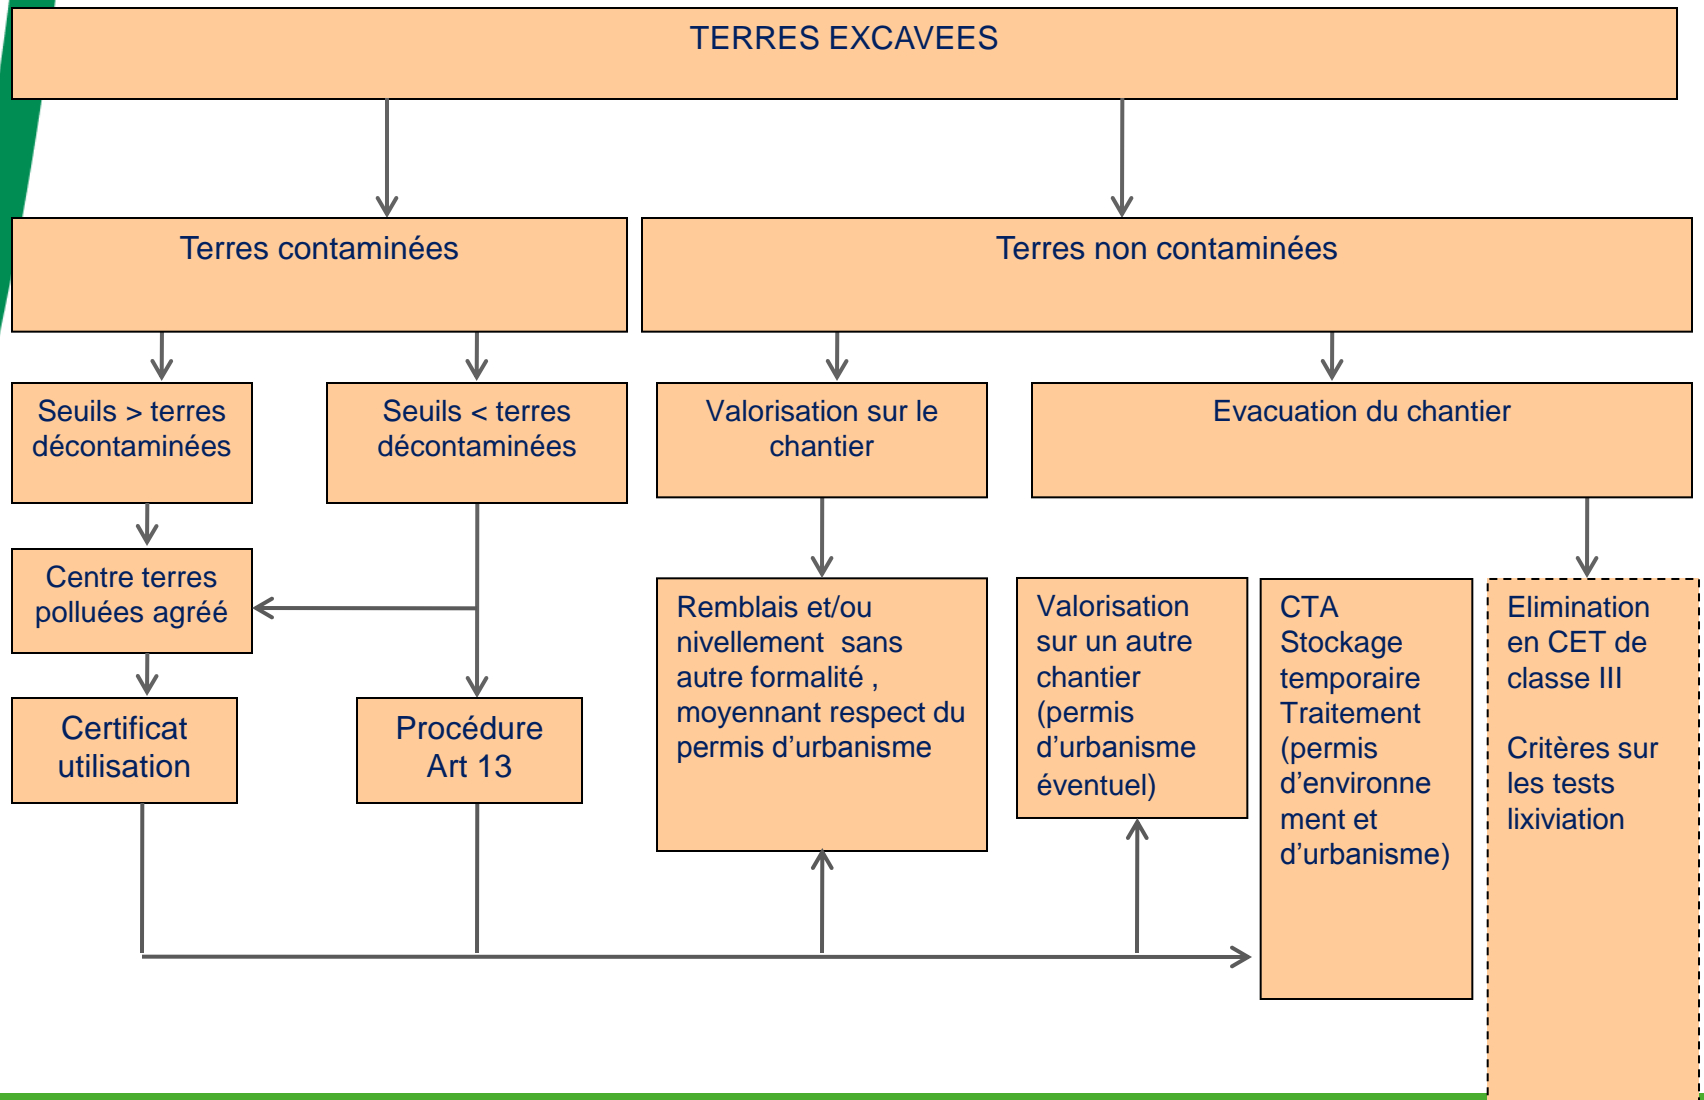 TERRES EXCAVEES
Terres contaminées
Terres non contaminées
Seuils > terres
décontaminées
Seuils < terres
décontaminées
Valorisation sur le
chantier
Evacuation du chantier
Centre terres
polluées agréé
Certificat
utilisation
Procédure
Art 13
Remblais et/ou
nivellement sans
autre formalité ,
moyennant respect du
permis d’urbanisme
Valorisation
sur un autre
chantier
(permis
d’urbanisme
éventuel)
CTA
Stockage
temporaire
Traitement
(permis
d’environne
ment et
d’urbanisme)
Elimination
en CET de
classe III
Critères sur
les tests
lixiviation